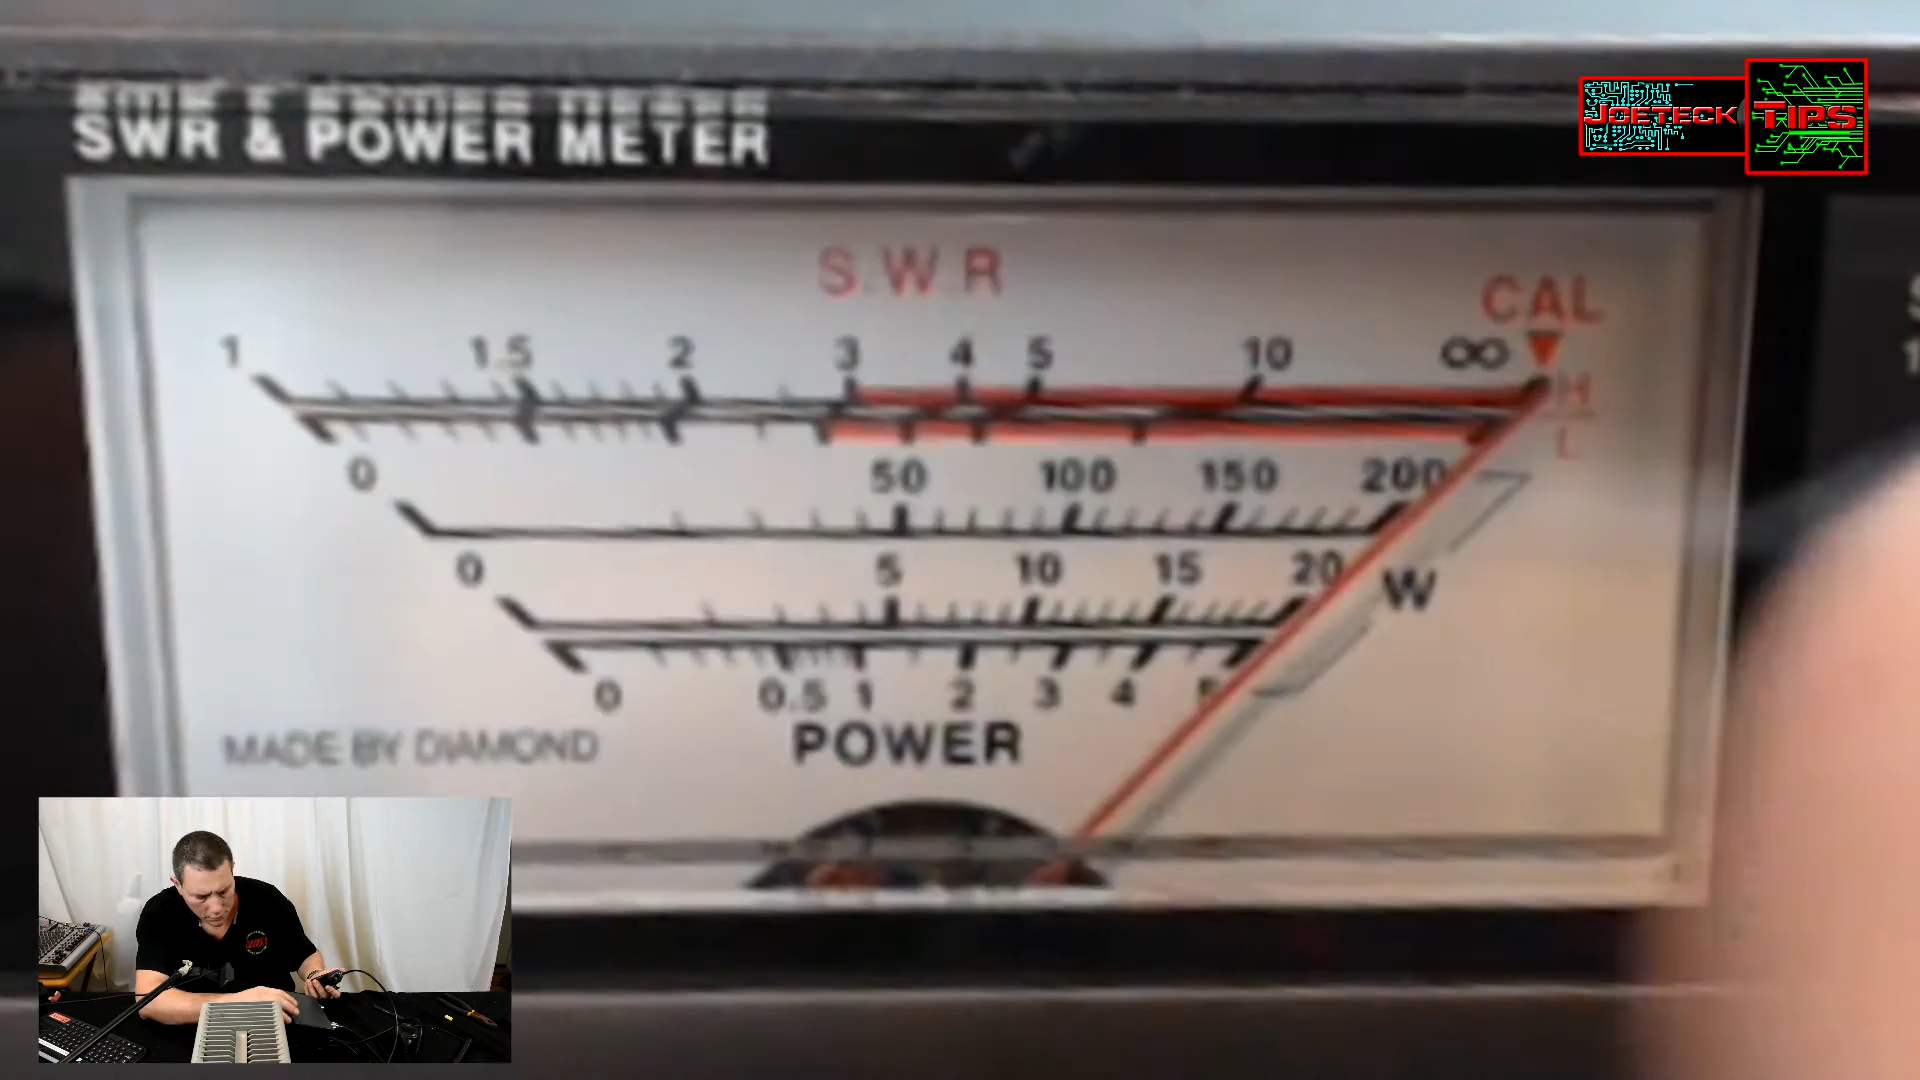 SWR & POWER METER
JOETECK TIPS
S.W.R
CAL
1 1.5 2 3 4 5 10 ∞
H
L
0 50 100 150 200
0 5 10 15 20
W
0 0.5 1 2 3 4 5
MADE BY DIAMOND
POWER